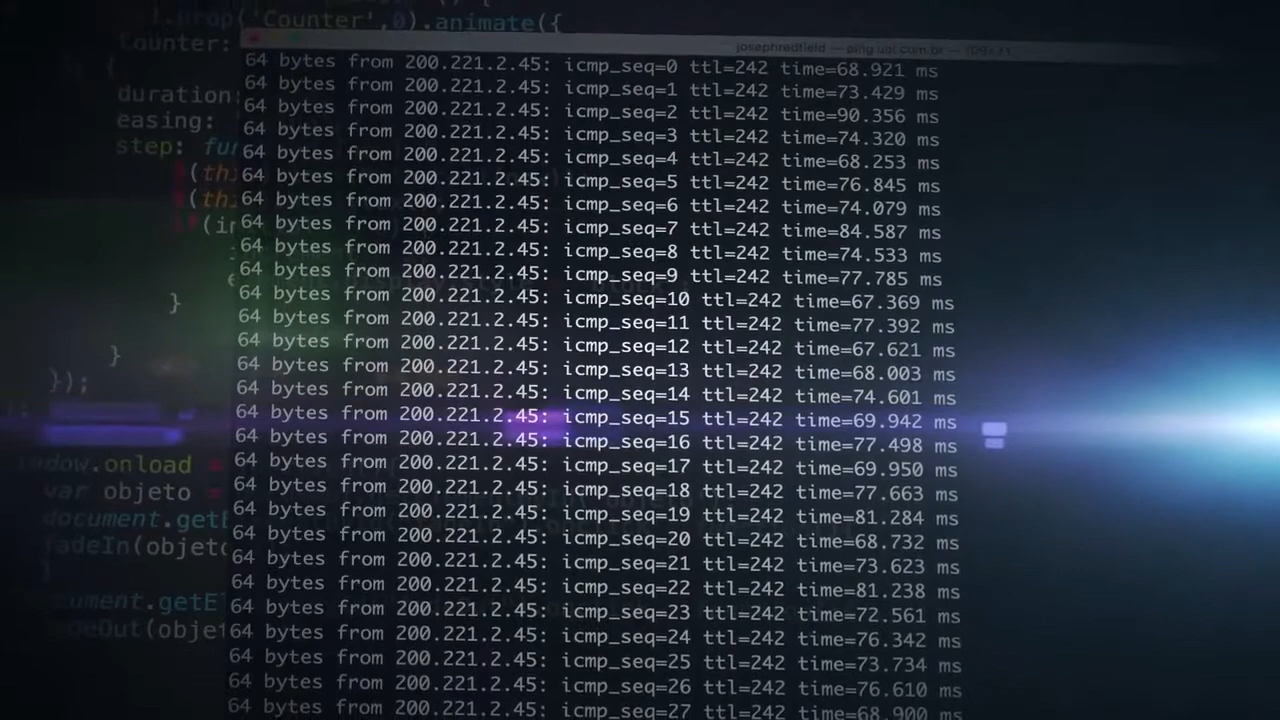 ).prop('Counter',0).animate({
Counter:
duration:
easing:
step: fun
(thi
(thi
if(in
}
}
});
window.onload =
var objeto =
document.getE
fadeIn(objeto
}
document.getEl
fadeOut(objet
josephredfield — ping uol.com.br —
64 bytes from 200.221.2.45: icmp_seq=0 ttl=242 time=68.921 ms
64 bytes from 200.221.2.45: icmp_seq=1 ttl=242 time=73.429 ms
64 bytes from 200.221.2.45: icmp_seq=2 ttl=242 time=90.356 ms
64 bytes from 200.221.2.45: icmp_seq=3 ttl=242 time=74.320 ms
64 bytes from 200.221.2.45: icmp_seq=4 ttl=242 time=68.253 ms
64 bytes from 200.221.2.45: icmp_seq=5 ttl=242 time=76.845 ms
64 bytes from 200.221.2.45: icmp_seq=6 ttl=242 time=74.079 ms
64 bytes from 200.221.2.45: icmp_seq=7 ttl=242 time=84.587 ms
64 bytes from 200.221.2.45: icmp_seq=8 ttl=242 time=74.533 ms
64 bytes from 200.221.2.45: icmp_seq=9 ttl=242 time=77.785 ms
64 bytes from 200.221.2.45: icmp_seq=10 ttl=242 time=67.369 ms
64 bytes from 200.221.2.45: icmp_seq=11 ttl=242 time=77.392 ms
64 bytes from 200.221.2.45: icmp_seq=12 ttl=242 time=67.621 ms
64 bytes from 200.221.2.45: icmp_seq=13 ttl=242 time=68.003 ms
64 bytes from 200.221.2.45: icmp_seq=14 ttl=242 time=74.601 ms
64 bytes from 200.221.2.45: icmp_seq=15 ttl=242 time=69.942 ms
64 bytes from 200.221.2.45: icmp_seq=16 ttl=242 time=77.498 ms
64 bytes from 200.221.2.45: icmp_seq=17 ttl=242 time=69.950 ms
64 bytes from 200.221.2.45: icmp_seq=18 ttl=242 time=77.663 ms
64 bytes from 200.221.2.45: icmp_seq=19 ttl=242 time=81.284 ms
64 bytes from 200.221.2.45: icmp_seq=20 ttl=242 time=68.732 ms
64 bytes from 200.221.2.45: icmp_seq=21 ttl=242 time=73.623 ms
64 bytes from 200.221.2.45: icmp_seq=22 ttl=242 time=81.238 ms
64 bytes from 200.221.2.45: icmp_seq=23 ttl=242 time=72.561 ms
64 bytes from 200.221.2.45: icmp_seq=24 ttl=242 time=76.342 ms
64 bytes from 200.221.2.45: icmp_seq=25 ttl=242 time=73.734 ms
64 bytes from 200.221.2.45: icmp_seq=26 ttl=242 time=76.610 ms
64 bytes from 200.221.2.45: icmp_seq=27 ttl=242 time=68.900 ms